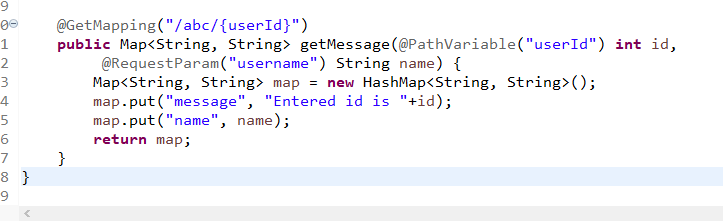 9
0    @GetMapping("/abc/{userId}")
1    public Map<String, String> getMessage(@PathVariable("userId") int id,
2         @RequestParam("username") String name) {
3        Map<String, String> map = new HashMap<String, String>();
4        map.put("message", "Entered id is "+id);
5        map.put("name", name);
6        return map;
7    }
8 }
9